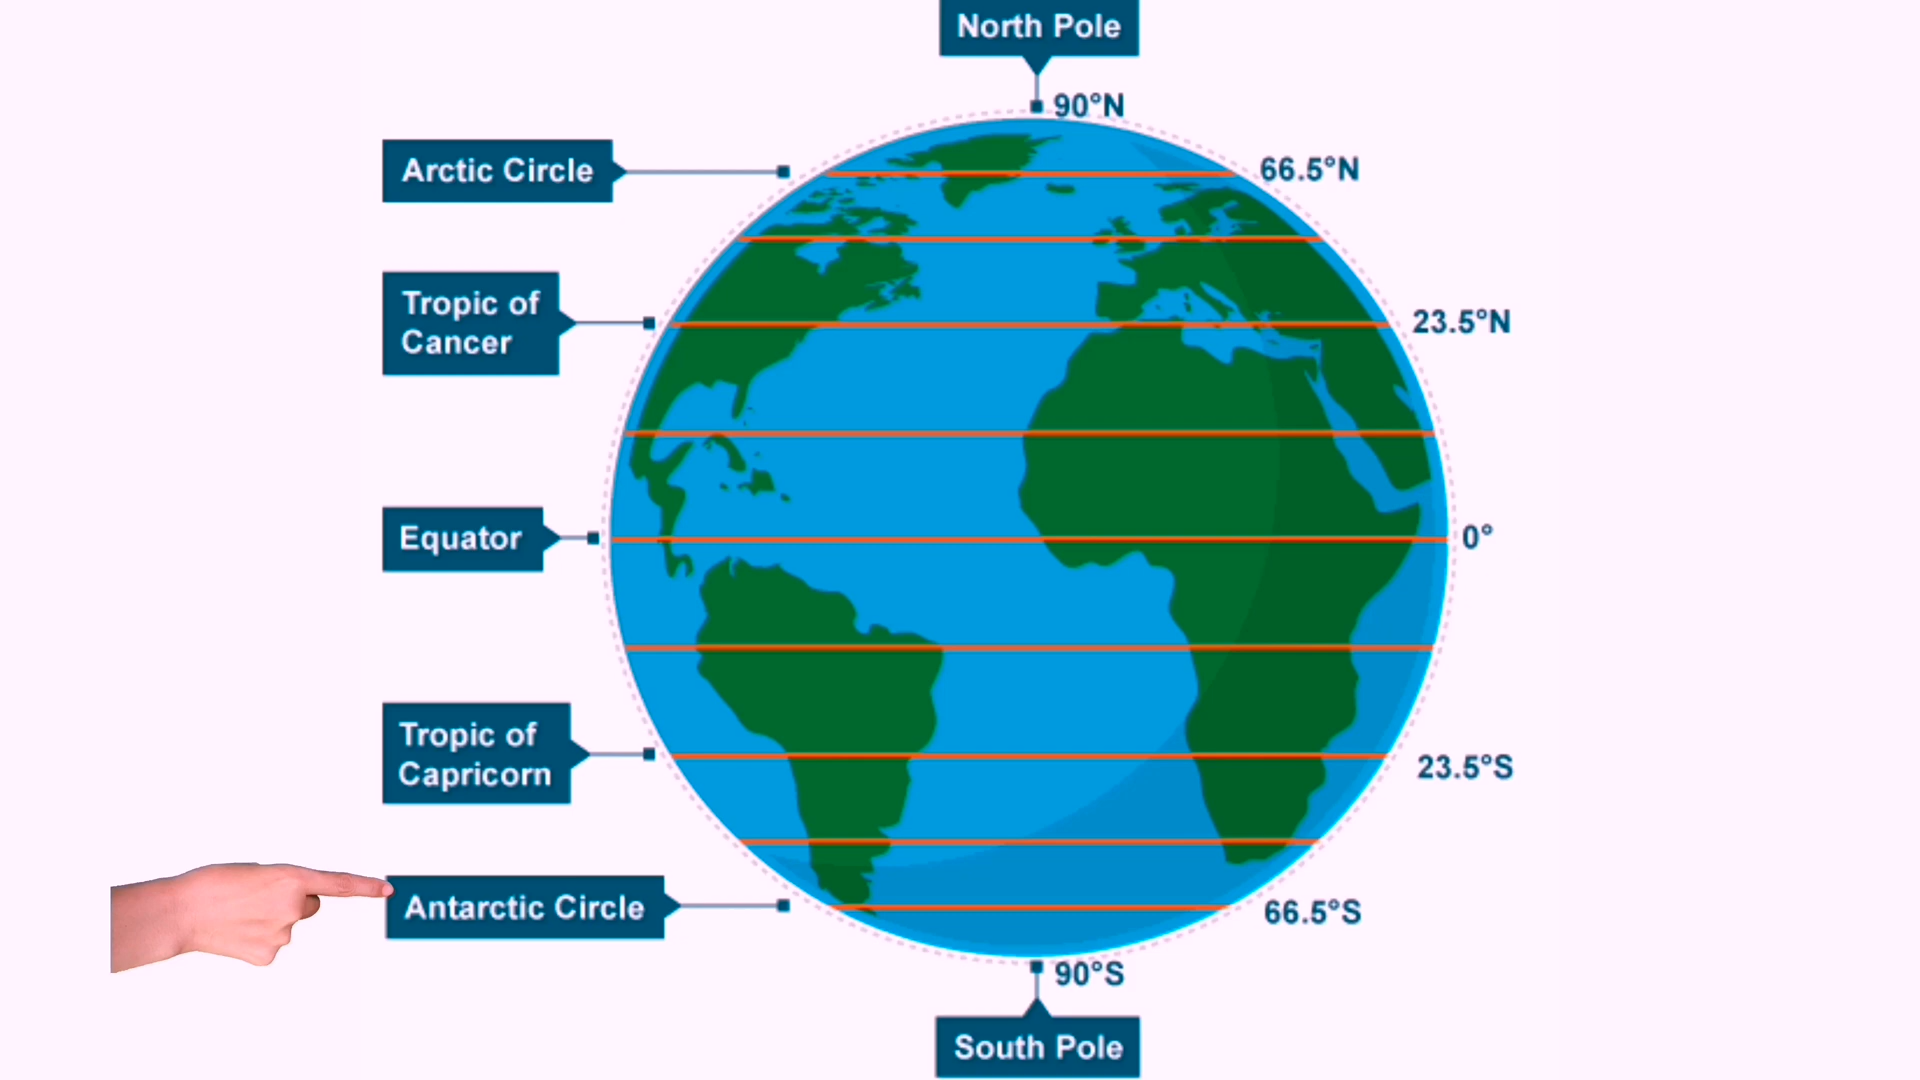 North Pole
90°N
Arctic Circle
66.5°N
Tropic of
Cancer
23.5°N
Equator
0°
Tropic of
Capricorn
23.5°S
Antarctic Circle
66.5°S
90°S
South Pole